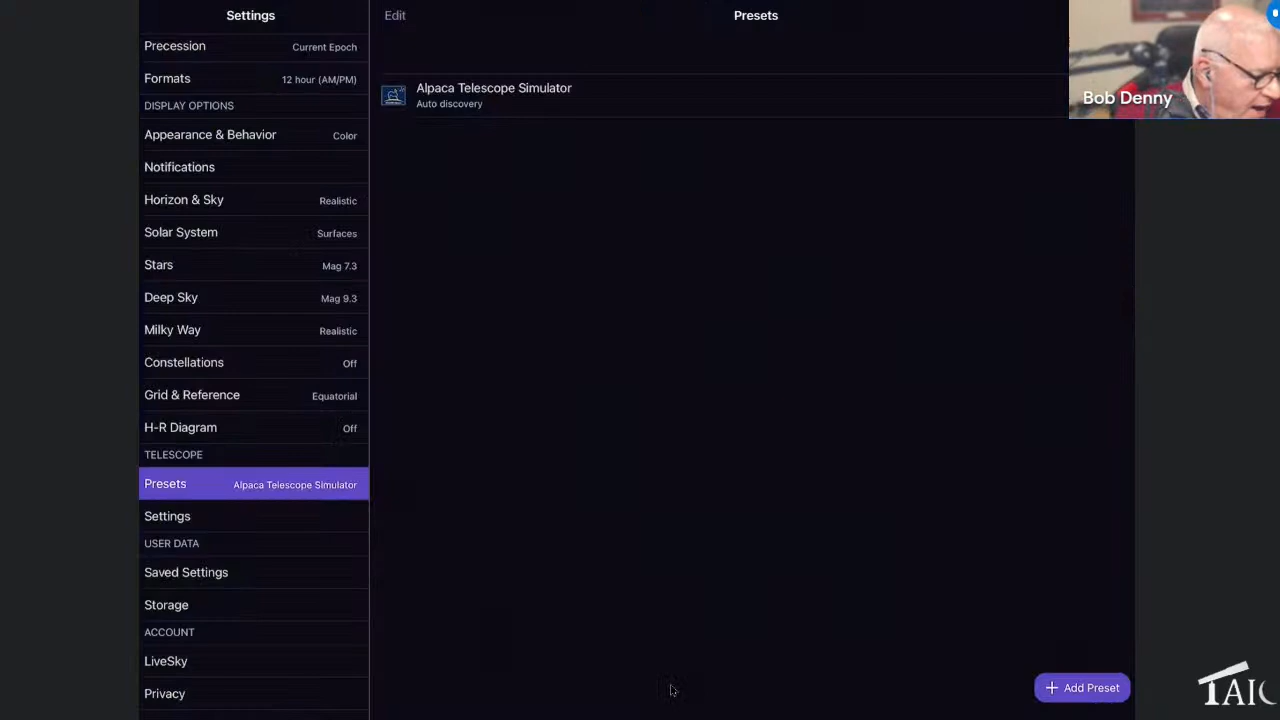 Settings
Edit
Presets
Precession
Current Epoch
Formats
12 hour (AM/PM)
DISPLAY OPTIONS
Appearance & Behavior
Color
Notifications
Horizon & Sky
Realistic
Solar System
Surfaces
Stars
Mag 7.3
Deep Sky
Mag 9.3
Milky Way
Realistic
Constellations
Off
Grid & Reference
Equatorial
H-R Diagram
Off
TELESCOPE
Presets
Alpaca Telescope Simulator
Settings
USER DATA
Saved Settings
Storage
ACCOUNT
LiveSky
Privacy
Alpaca Telescope Simulator
Auto discovery
Bob Denny
+ Add Preset
TAIC